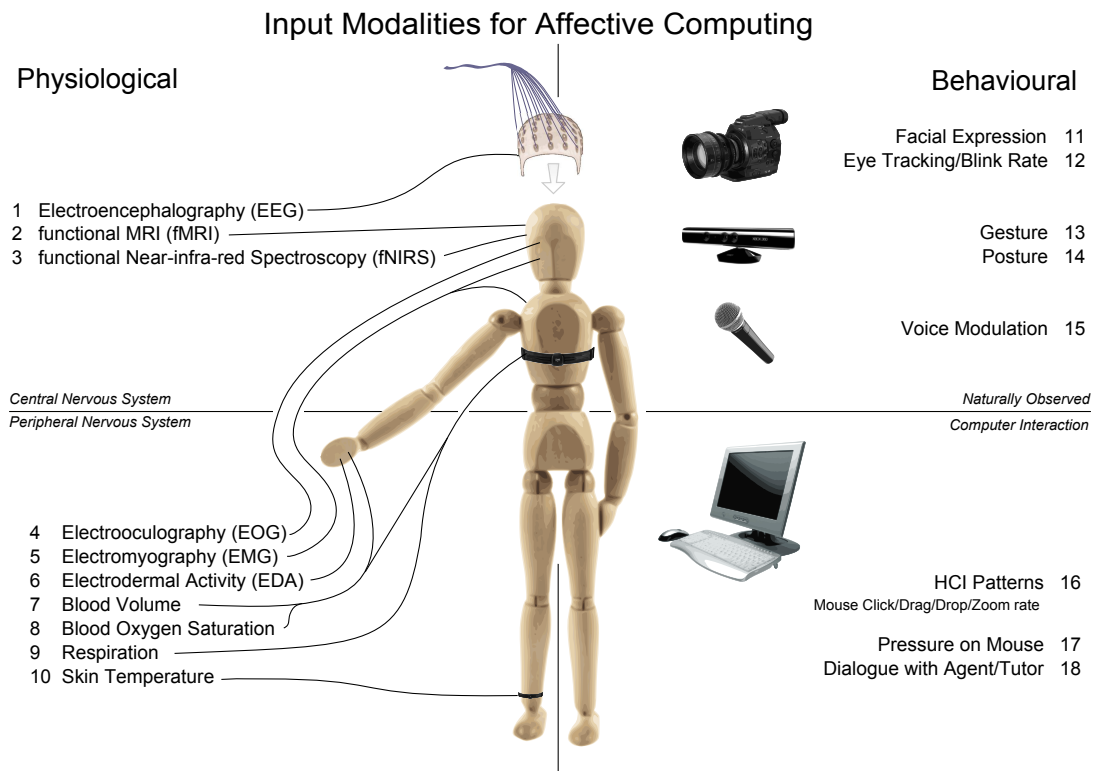 Input Modalities for Affective Computing
Physiological
Behavioural
1 Electroencephalography (EEG)
2 functional MRI (fMRI)
3 functional Near-infra-red Spectroscopy (fNIRS)
Facial Expression 11
Eye Tracking/Blink Rate 12
Gesture 13
Posture 14
Voice Modulation 15
Central Nervous System
Naturally Observed
Peripheral Nervous System
Computer Interaction
4 Electrooculography (EOG)
5 Electromyography (EMG)
6 Electrodermal Activity (EDA)
7 Blood Volume
8 Blood Oxygen Saturation
9 Respiration
10 Skin Temperature
HCI Patterns 16
Mouse Click/Drag/Drop/Zoom rate
Pressure on Mouse 17
Dialogue with Agent/Tutor 18